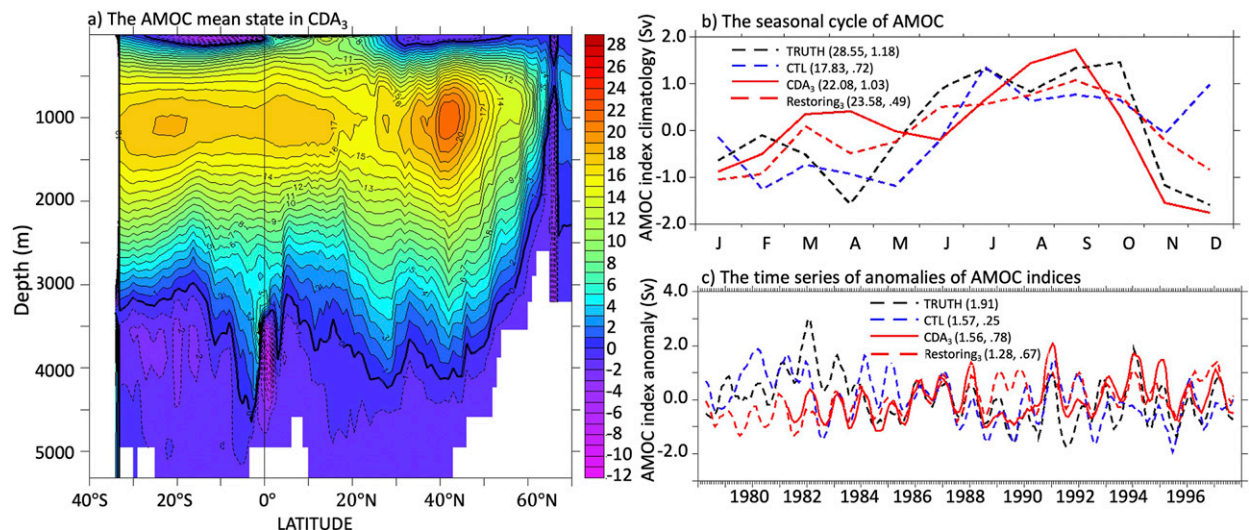 a) The AMOC mean state in CDA3
Depth (m)
1000
2000
3000
4000
5000
40°S
20°S
0°
20°N
40°N
60°N
LATITUDE
28
26
24
22
20
18
16
14
12
10
8
6
4
2
0
-2
-4
-6
-8
-10
-12
b) The seasonal cycle of AMOC
AMOC index climatology (Sv)
2.0
1.0
0.0
-1.0
-2.0
TRUTH (28.55, 1.18)
CTL (17.83, .72)
CDA3 (22.08, 1.03)
Restoring3 (23.58, .49)
J F M A M J J A S O N D
c) The time series of anomalies of AMOC indices
AMOC index anomaly (Sv)
4.0
2.0
0.0
-2.0
TRUTH (1.91)
CTL (1.57, .25
CDA3 (1.56, .78)
Restoring3 (1.28, .67)
1980 1982 1984 1986 1988 1990 1992 1994 1996